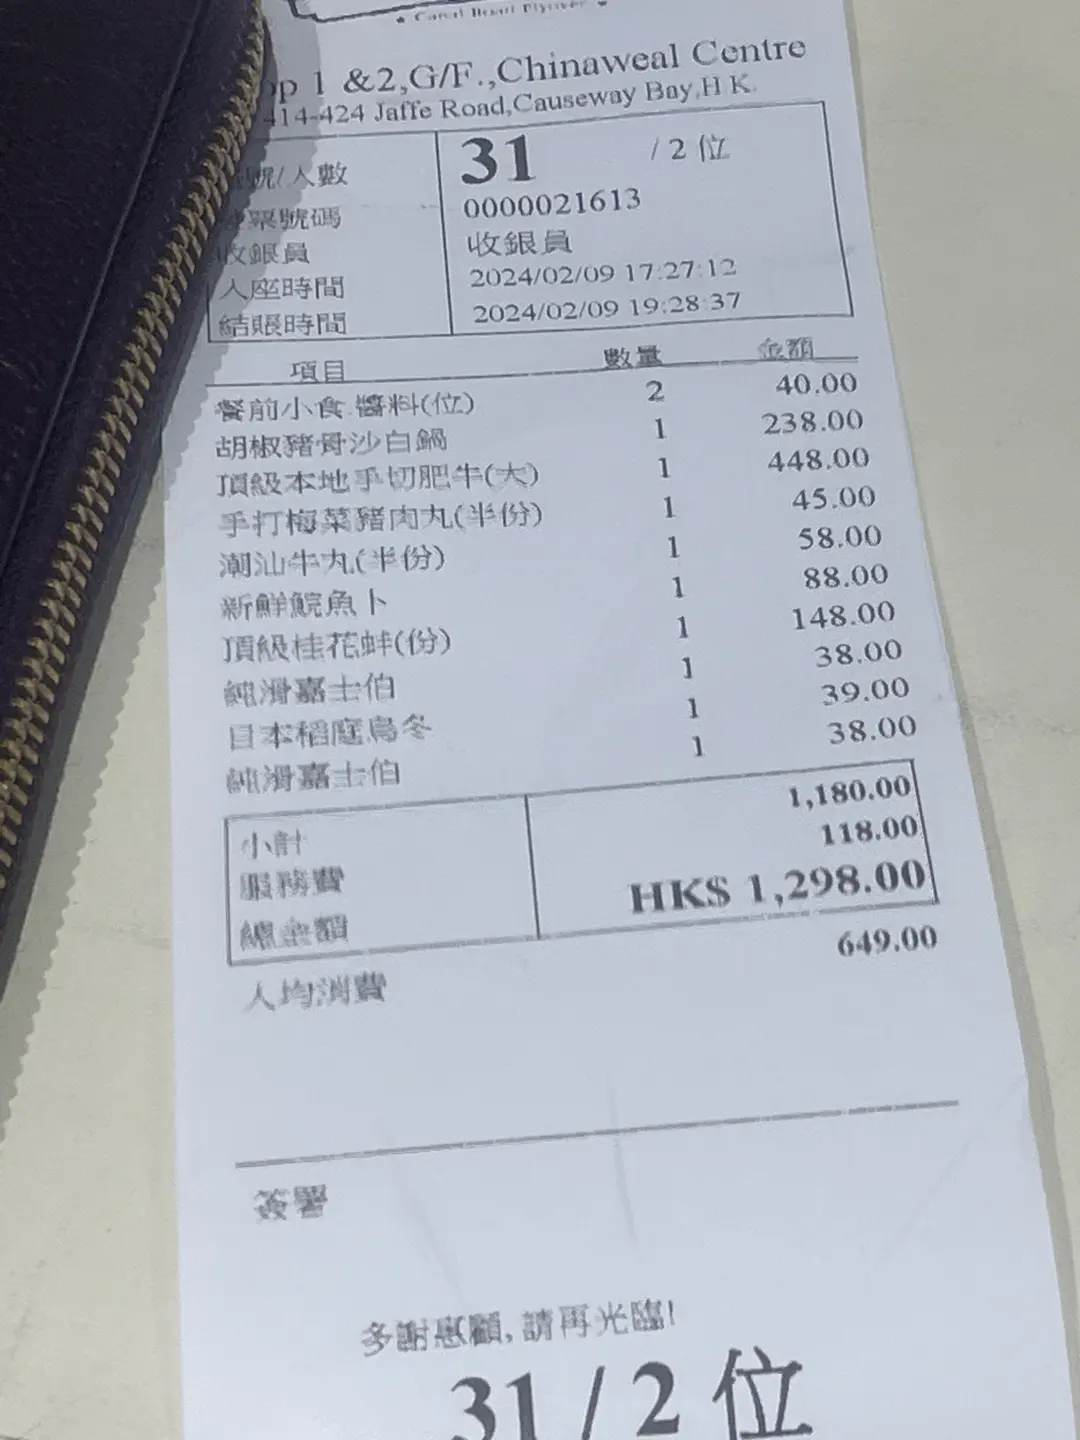 1 &2,G/F.,Chinaweal Centre
414-424 Jaffe Road,Causeway Bay,H K.
號/人數 31 / 2 位
票號碼 0000021613
收銀員 收銀員
入座時間 2024/02/09 17:27:12
結賬時間 2024/02/09 19:28:37
項目 數量 金額
餐前小食.醬料(位) 2 40.00
胡椒豬骨沙白鍋 1 238.00
頂級本地手切肥牛(大) 1 448.00
手打梅菜豬肉丸(半份) 1 45.00
潮汕牛丸(半份) 1 58.00
新鮮鯇魚卜 1 88.00
頂級桂花蚌(份) 1 148.00
純滑嘉士伯 1 38.00
日本稻庭烏冬 1 39.00
純滑嘉士伯 1 38.00
小計 1,180.00
服務費 118.00
總金額 HK$ 1,298.00
人均消費 649.00
簽署
多謝惠顧,請再光臨!
31 / 2 位